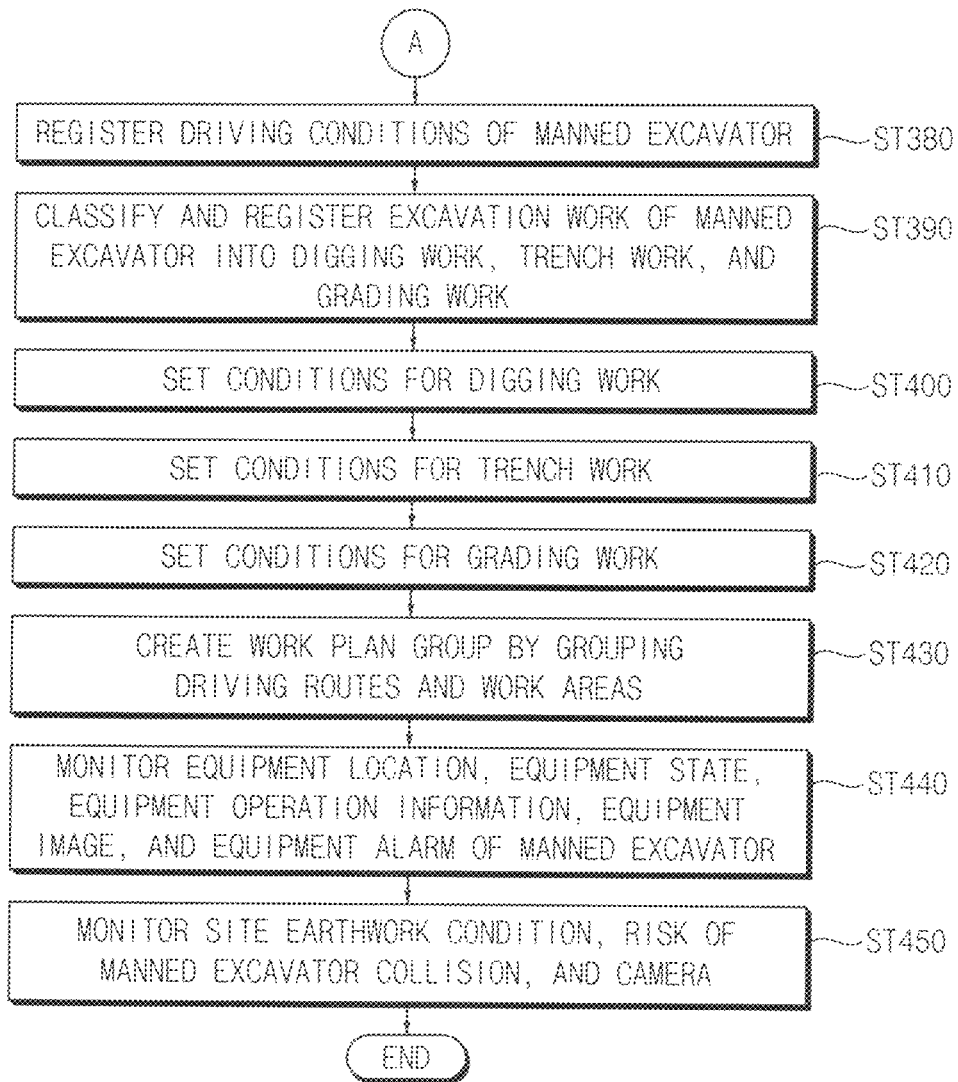 A
REGISTER DRIVING CONDITIONS OF MANNED EXCAVATOR
ST380
CLASSIFY AND REGISTER EXCAVATION WORK OF MANNED
EXCAVATOR INTO DIGGING WORK, TRENCH WORK, AND
GRADING WORK
ST390
SET CONDITIONS FOR DIGGING WORK
ST400
SET CONDITIONS FOR TRENCH WORK
ST410
SET CONDITIONS FOR GRADING WORK
ST420
CREATE WORK PLAN GROUP BY GROUPING
DRIVING ROUTES AND WORK AREAS
ST430
MONITOR EQUIPMENT LOCATION, EQUIPMENT STATE,
EQUIPMENT OPERATION INFORMATION, EQUIPMENT
IMAGE, AND EQUIPMENT ALARM OF MANNED EXCAVATOR
ST440
MONITOR SITE EARTHWORK CONDITION, RISK OF
MANNED EXCAVATOR COLLISION, AND CAMERA
ST450
END